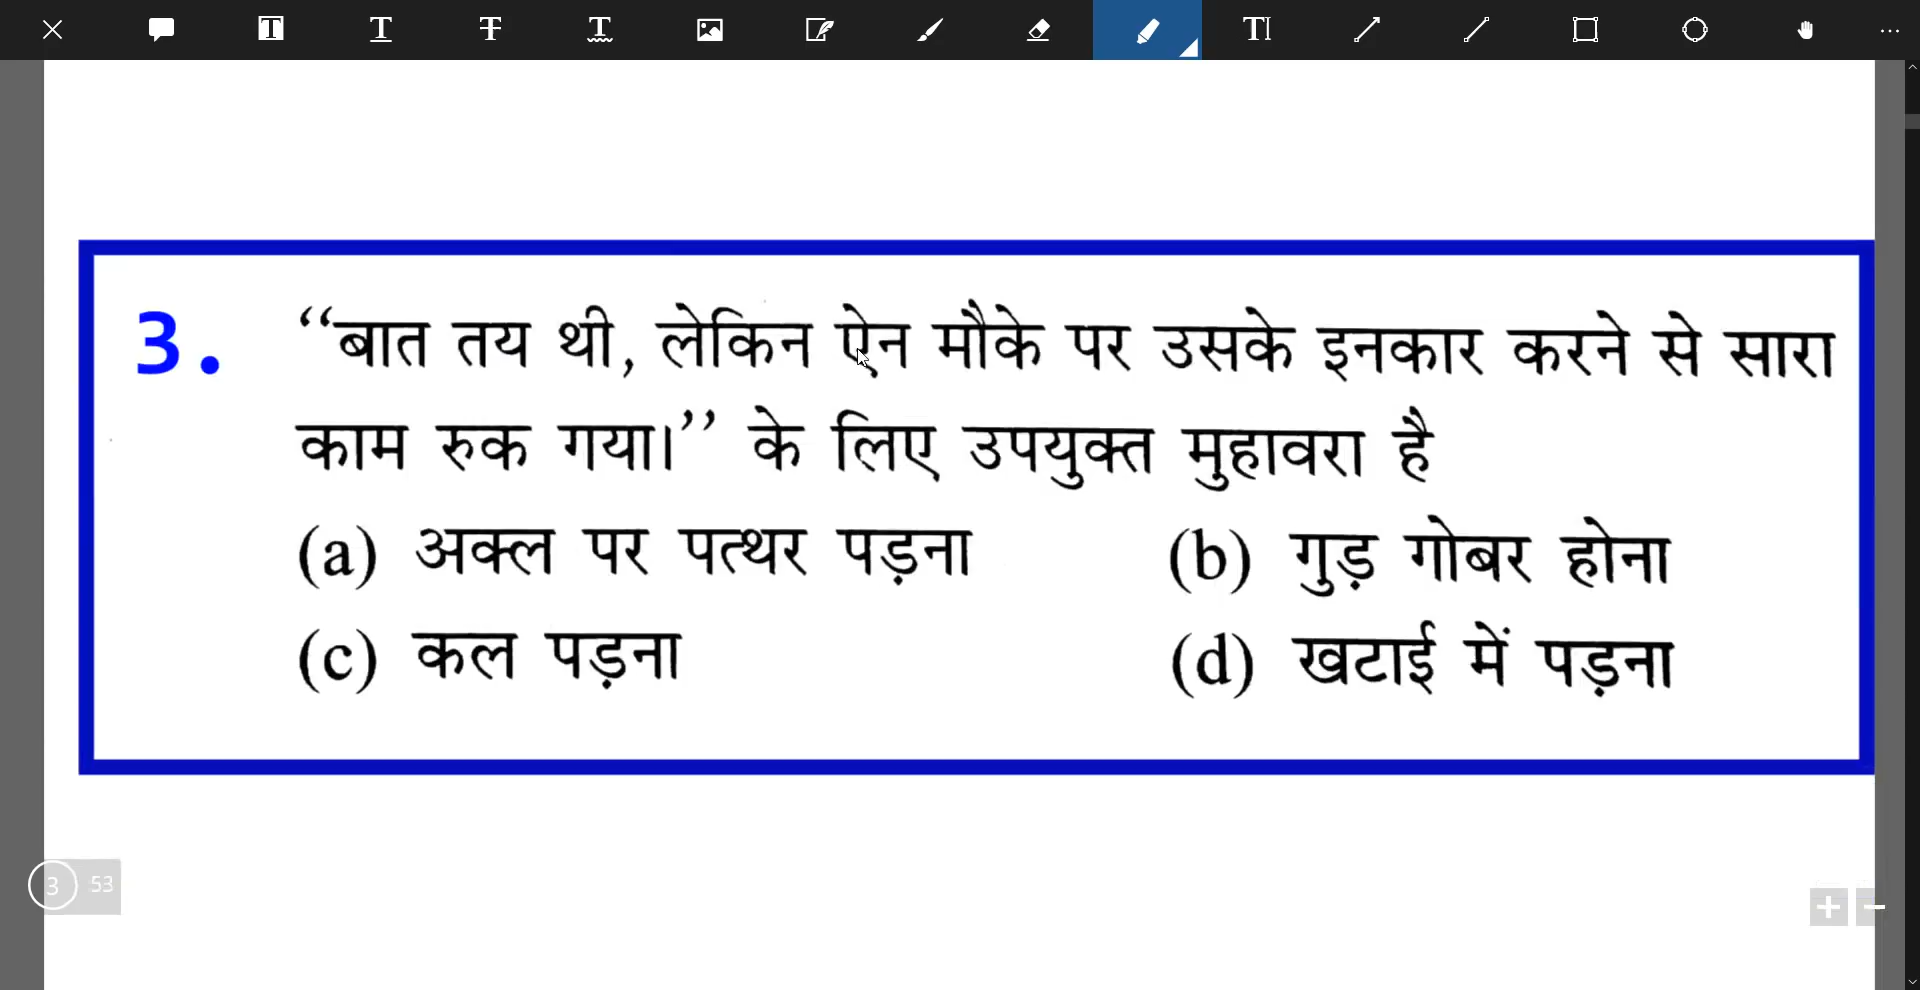 3. ‘‘बात तय थी, लेकिन ऐन मौके पर उसके इनकार करने से सारा
काम रुक गया।’’ के लिए उपयुक्त मुहावरा है
(a) अक्ल पर पत्थर पड़ना (b) गुड़ गोबर होना
(c) कल पड़ना (d) खटाई में पड़ना
3 53